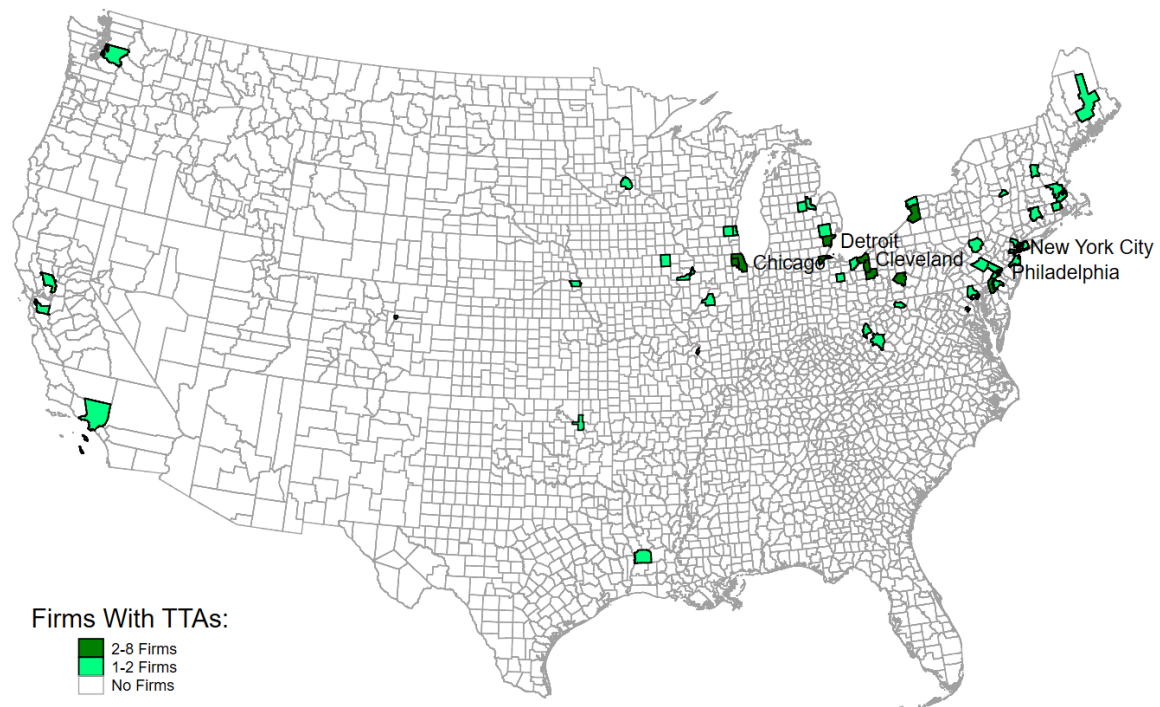 Detroit
New York City
Chicago
Cleveland
Philadelphia
Firms With TTAs:
2-8 Firms
1-2 Firms
No Firms